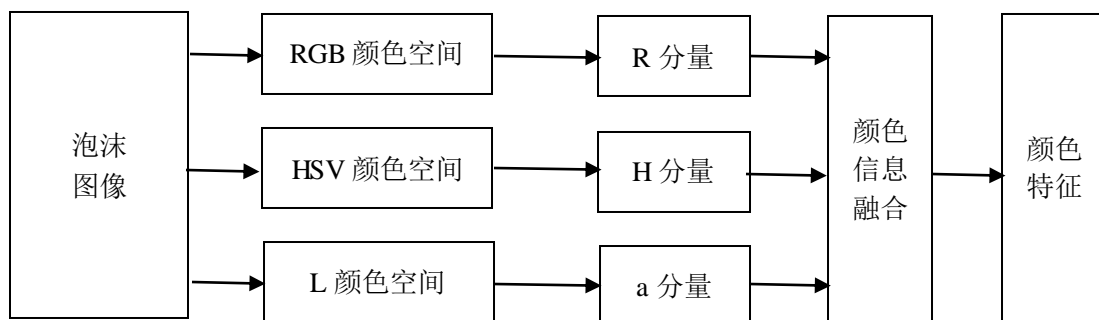 泡沫
图像
RGB 颜色空间
R 分量
HSV 颜色空间
H 分量
L 颜色空间
a 分量
颜色
信息
融合
颜色
特征